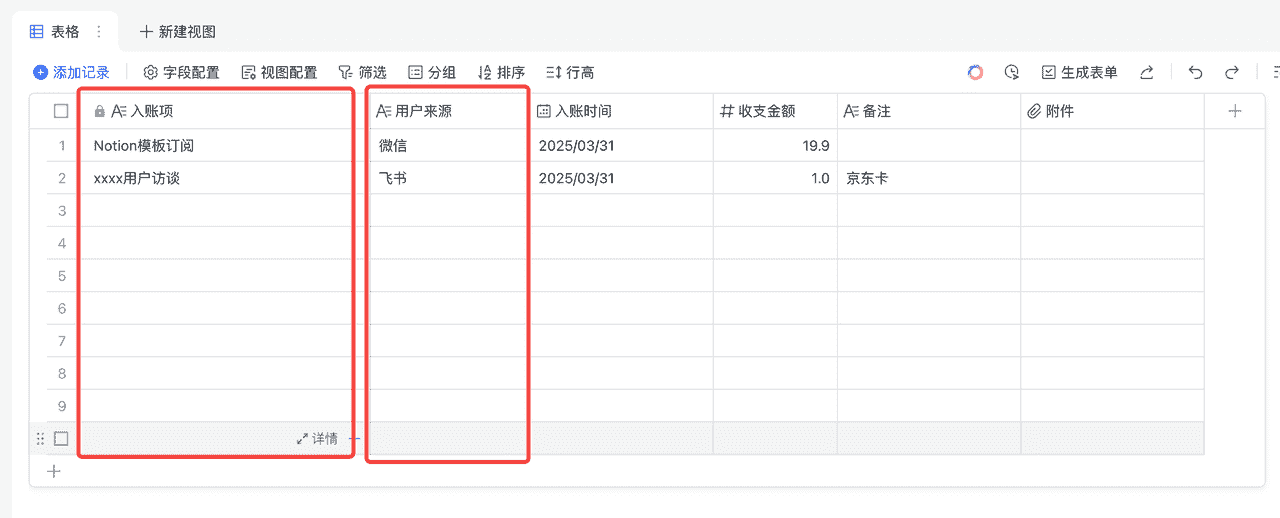 表格 新建视图
添加记录 字段配置 视图配置 筛选 分组 排序 行高 生成表单
入账项 用户来源 入账时间 收支金额 备注 附件
1 Notion模板订阅 微信 2025/03/31 19.9
2 xxxx用户访谈 飞书 2025/03/31 1.0 京东卡
3
4
5
6
7
8
9
详情